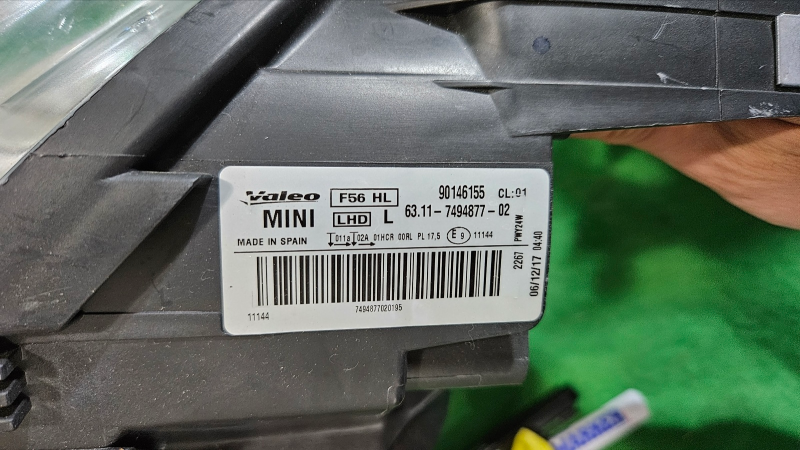 Valeo F56 HL 90146155 CL:01
MINI LHD L 63.11-7494877-02
MADE IN SPAIN 011a 02A 01HCR 00RL PL 17,5 E9 11144
7494877020195
11144
2267 PWY24W
06/12/17 04:40